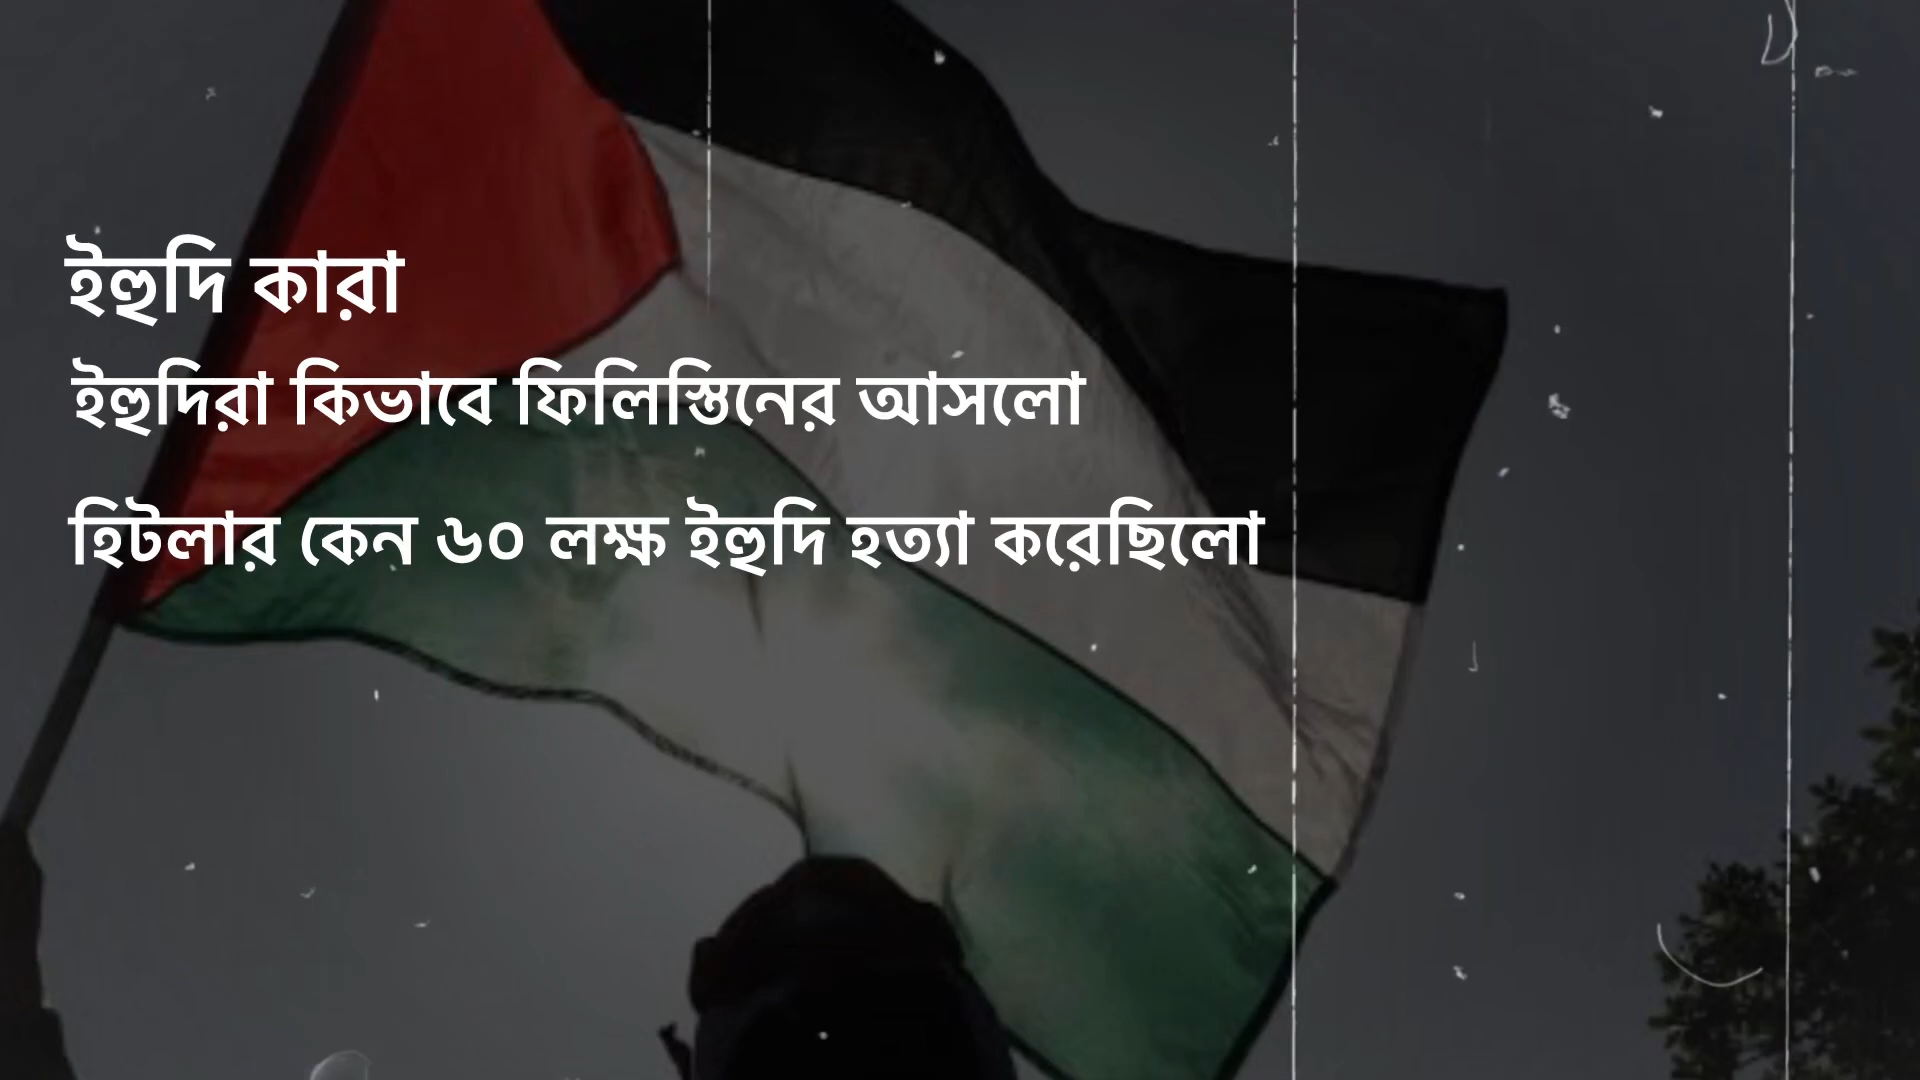 ইহুদি কারা
ইহুদিরা কিভাবে ফিলিস্তিনের আসলো
হিটলার কেন ৬০ লক্ষ ইহুদি হত্যা করেছিলো